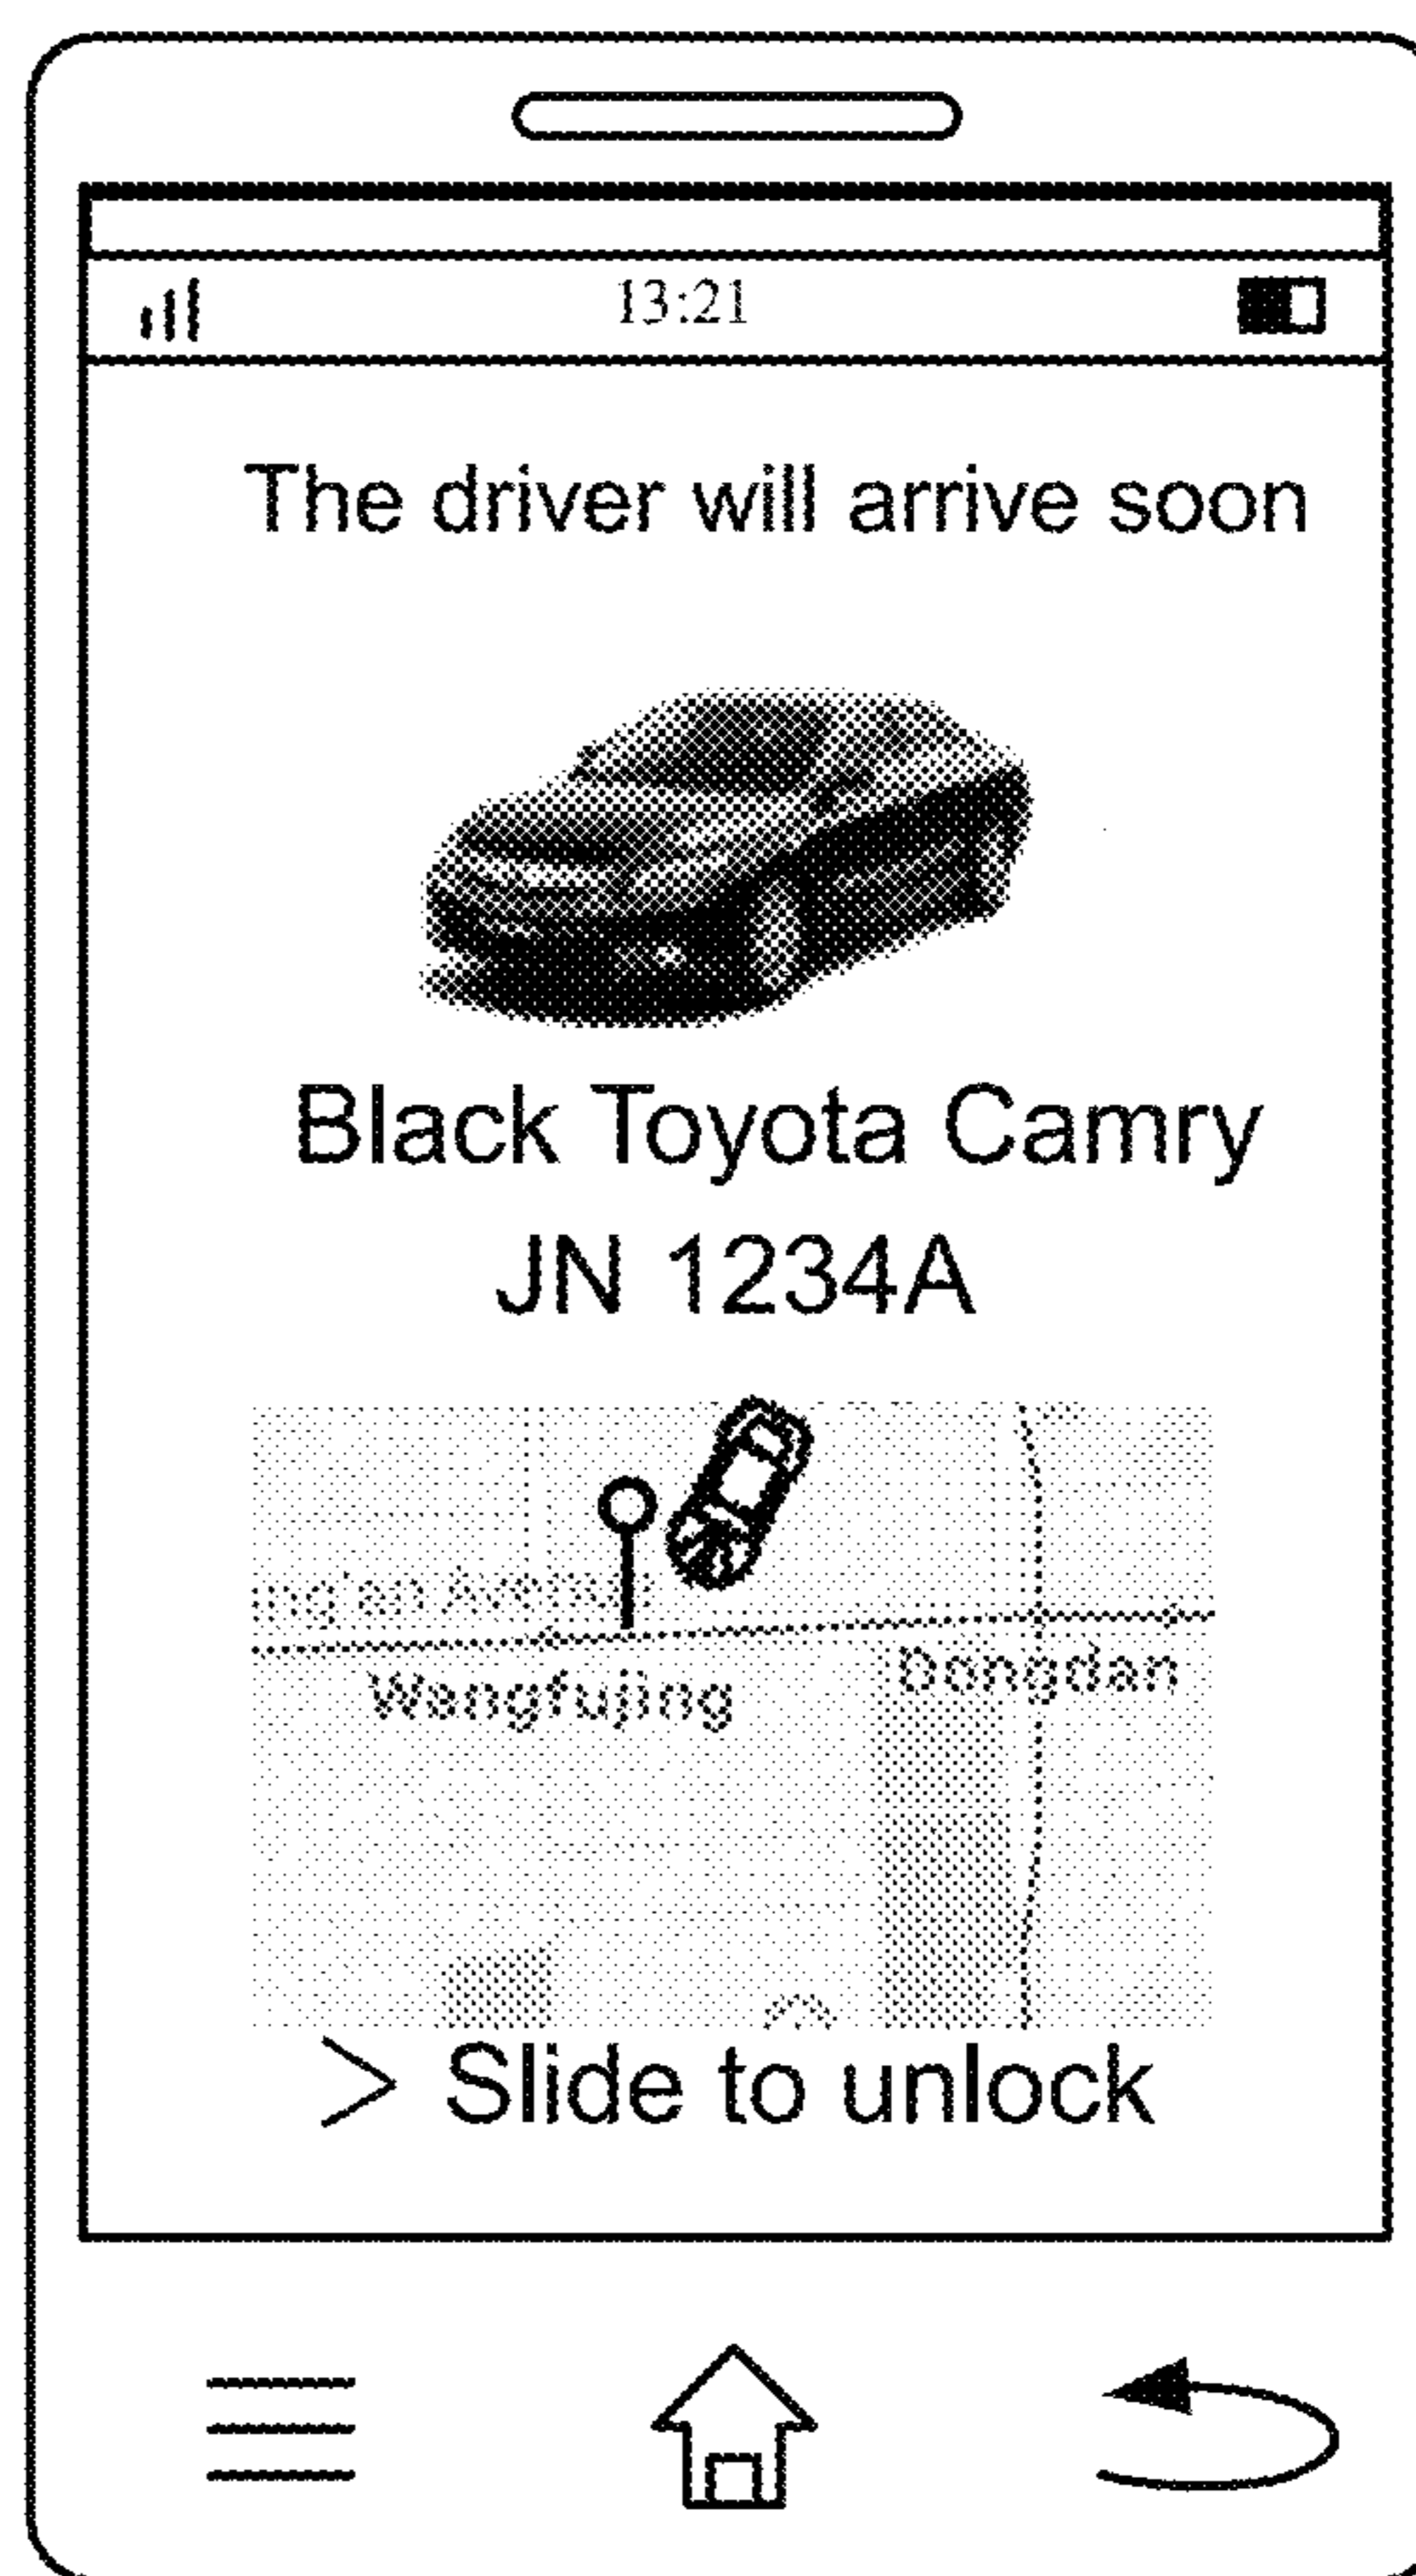 13:21
The driver will arrive soon
Black Toyota Camry
JN 1234A
Wangfujing
Dongdan
> Slide to unlock